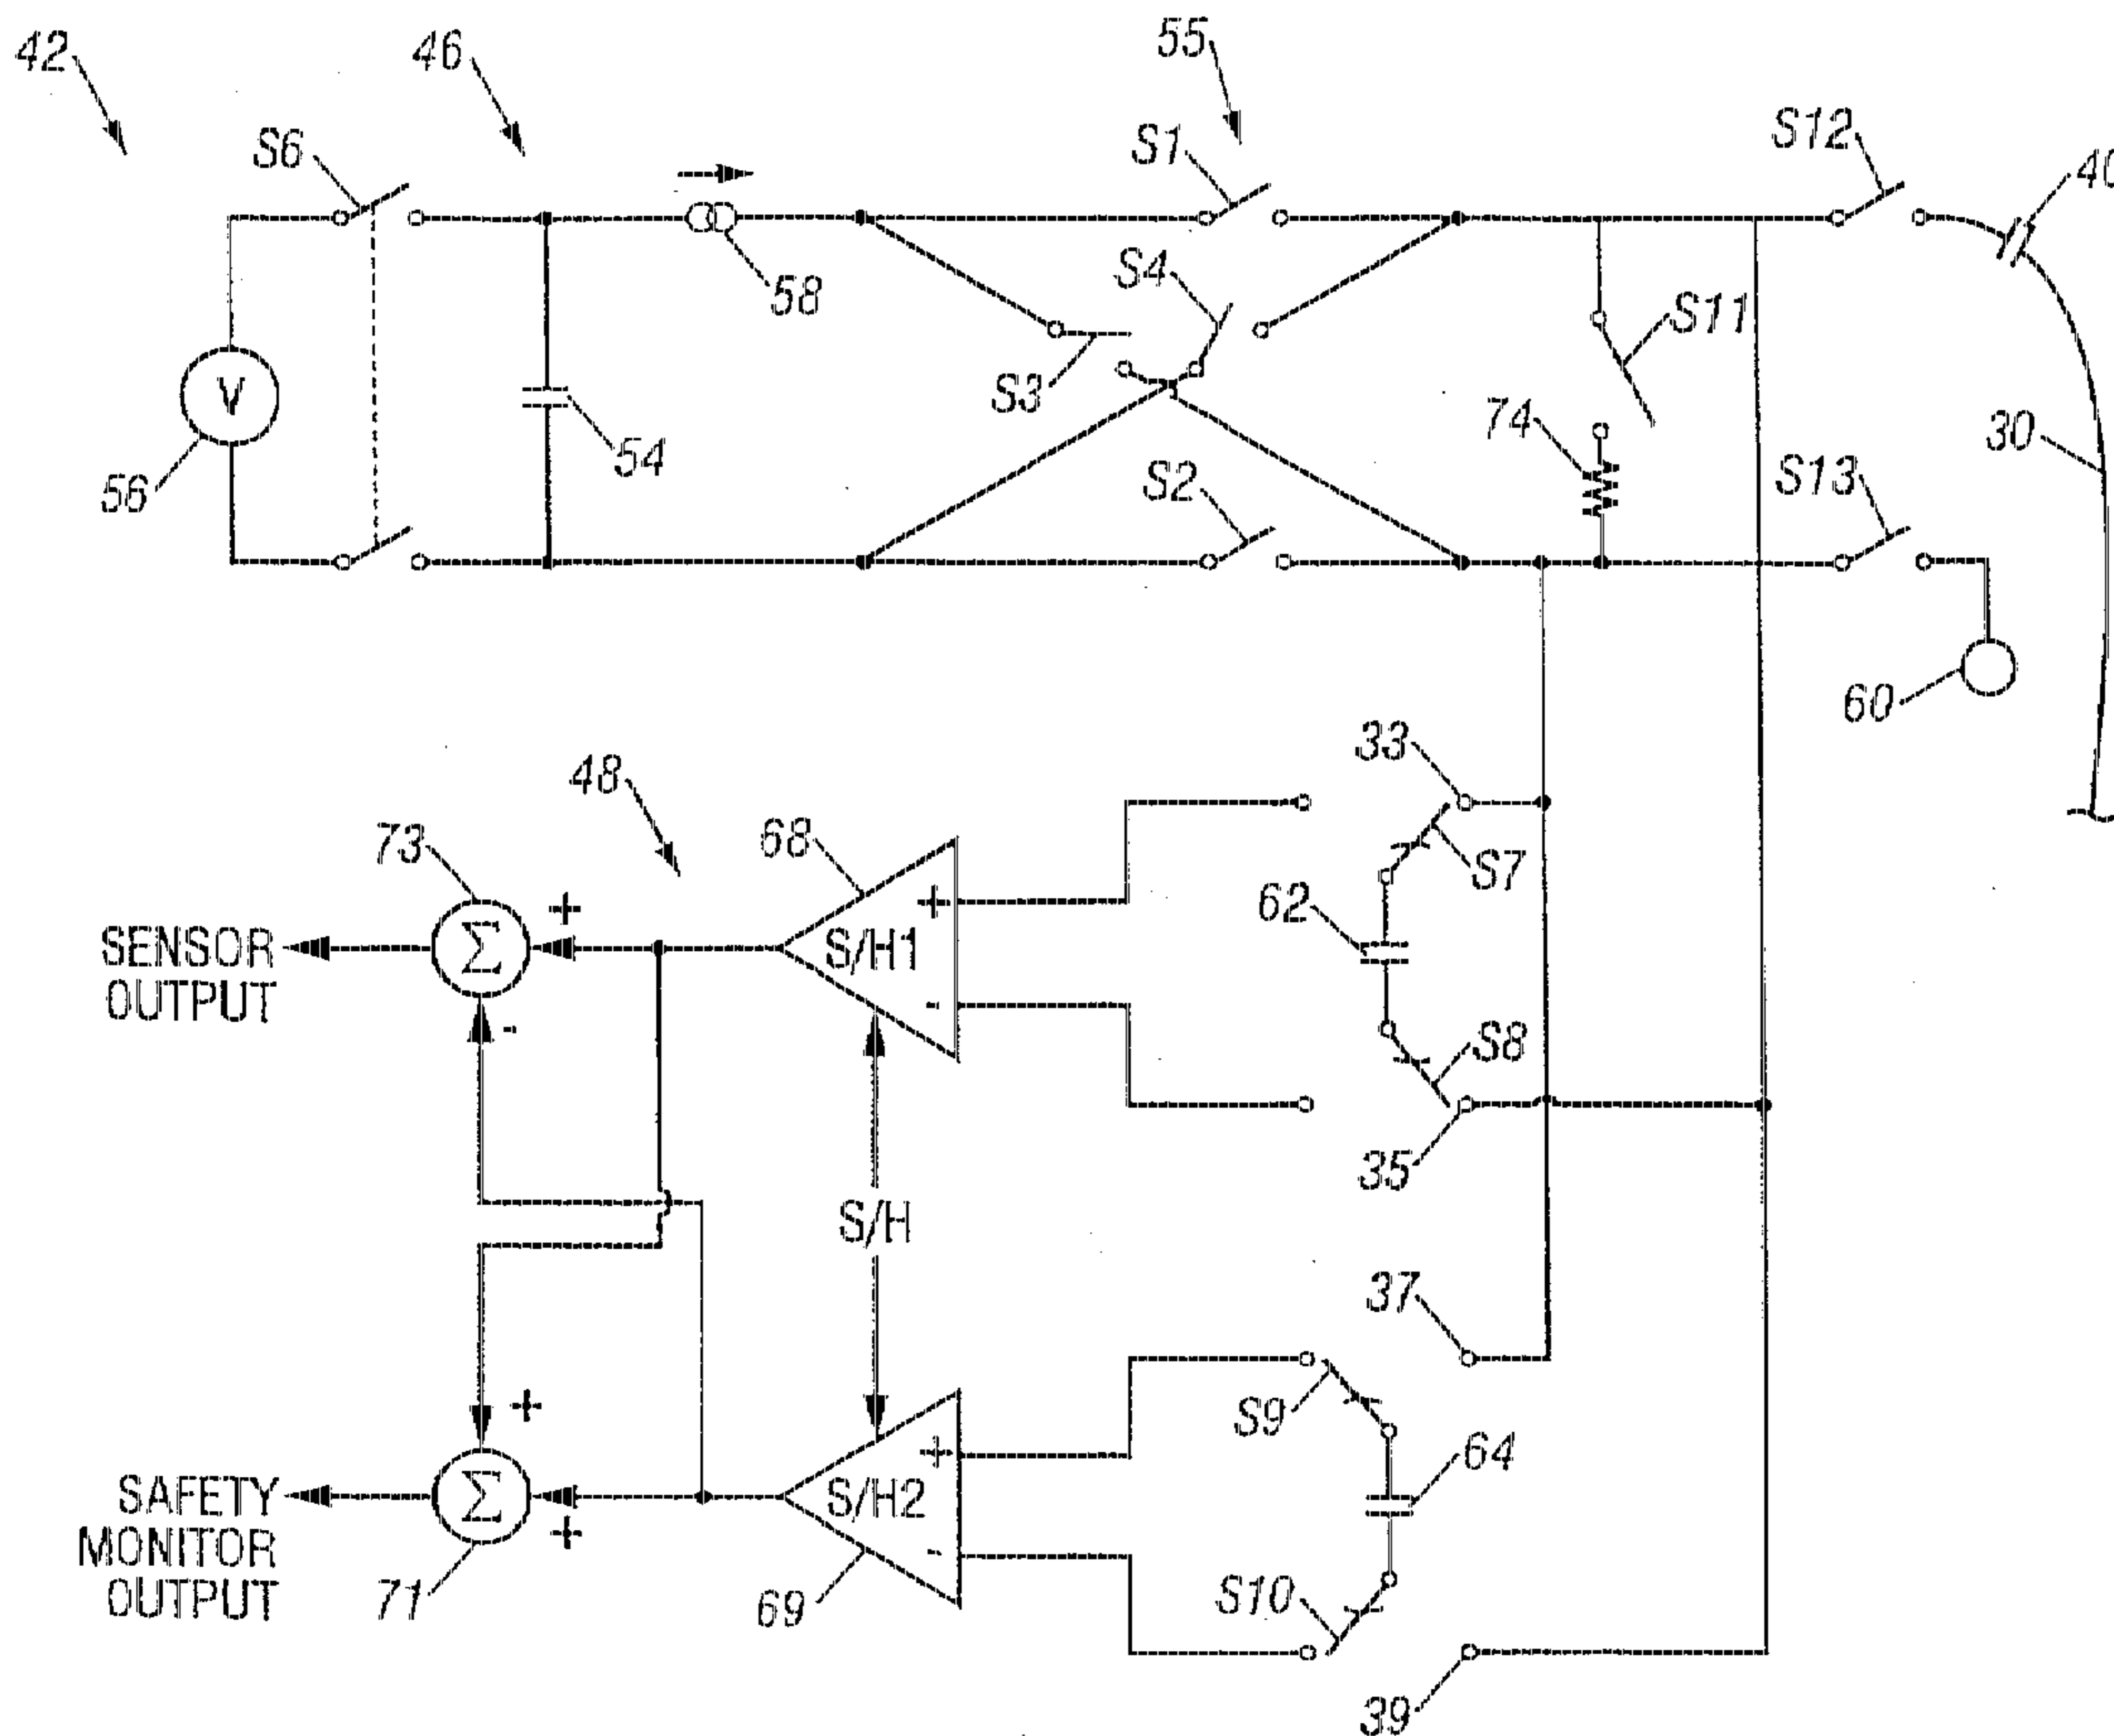 42
46
55
S6
S1
S12
40
58
S4
S3
S11
V
56
54
74
30
S2
S13
60
33
48
73
68
S7
62
+
+
SENSOR
OUTPUT
Σ
S/H1
-
-
S8
35
S/H
37
+
S9
+
64
SAFETY
MONITOR
OUTPUT
Σ
+
S/H2
-
S10
71
69
39